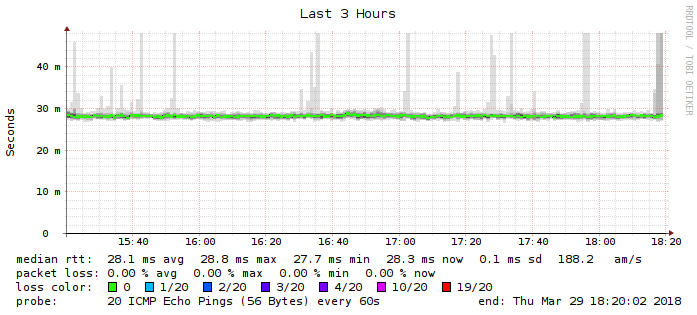 Last 3 Hours
RRDTOOL / TOBI OETIKER
Seconds
40 m
30 m
20 m
10 m
0
15:40 16:00 16:20 16:40 17:00 17:20 17:40 18:00 18:20
median rtt: 28.1 ms avg 28.8 ms max 27.7 ms min 28.3 ms now 0.1 ms sd 188.2 am/s
packet loss: 0.00 % avg 0.00 % max 0.00 % min 0.00 % now
loss color: 0 1/20 2/20 3/20 4/20 10/20 19/20
probe: 20 ICMP Echo Pings (56 Bytes) every 60s end: Thu Mar 29 18:20:02 2018